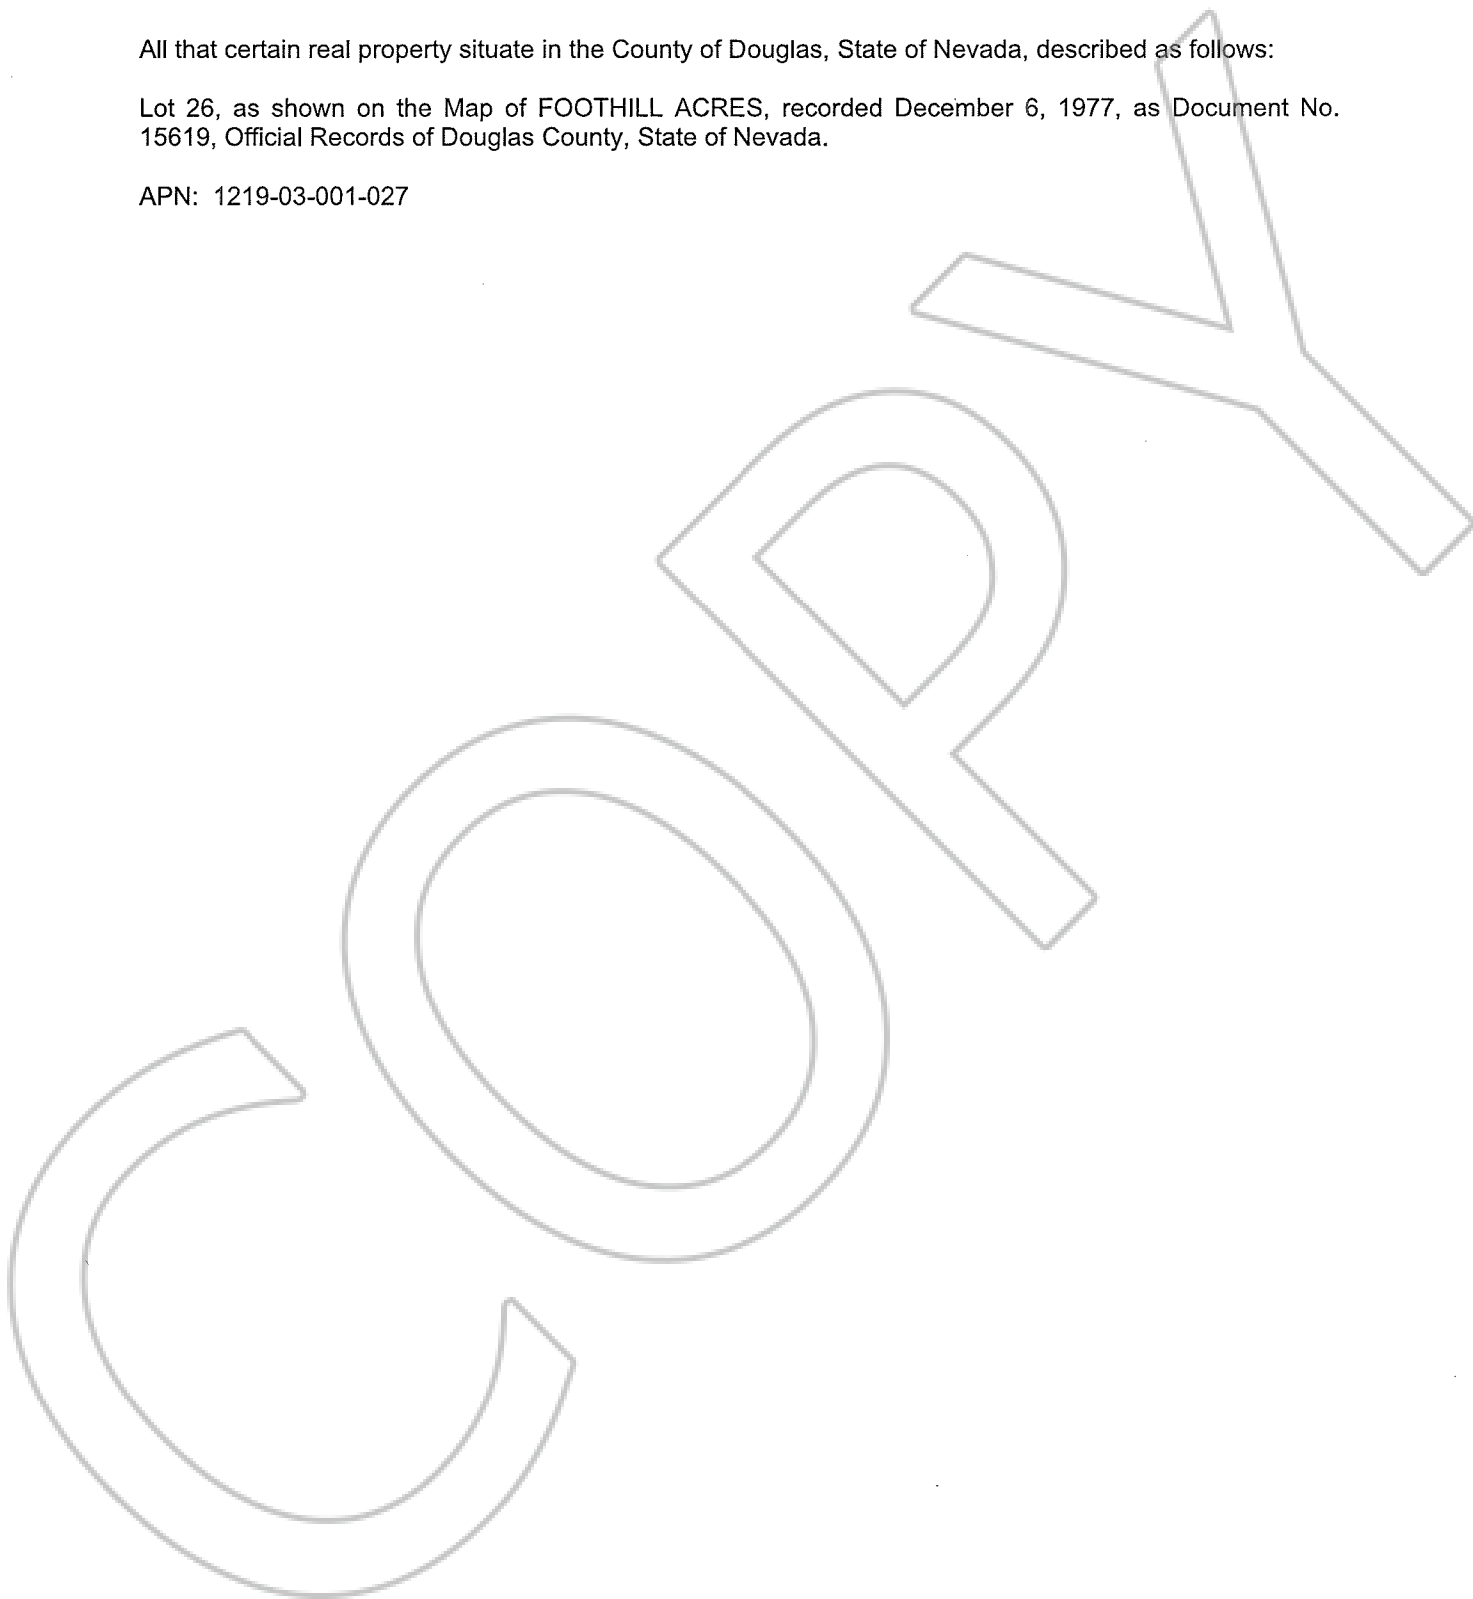 All that certain real property situate in the County of Douglas, State of Nevada, described as follows:
Lot 26, as shown on the Map of FOOTHILL ACRES, recorded December 6, 1977, as Document No.
15619, Official Records of Douglas County, State of Nevada.
APN: 1219-03-001-027
COPY